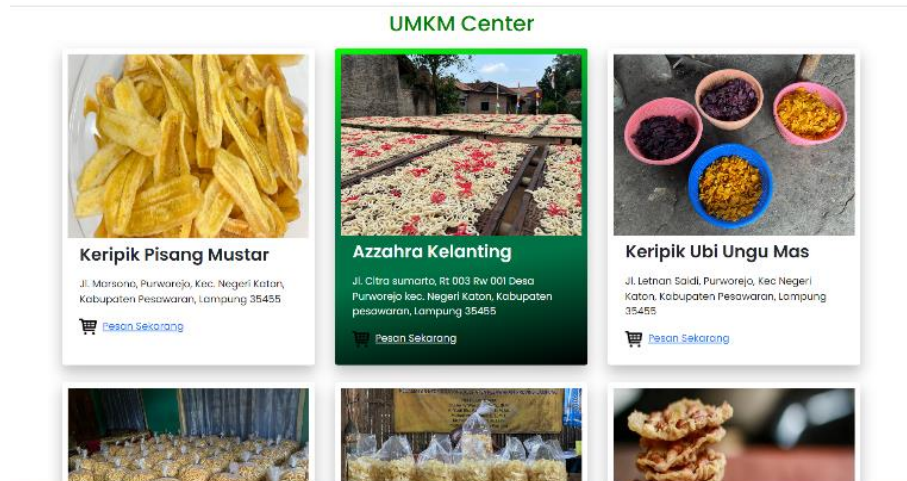 UMKM Center
Keripik Pisang Mustar
Jl. Marsono, Purworejo, Kec. Negeri Katon,
Kabupaten Pesawaran, Lampung 35455
Pesan Sekarang
Azzahra Kelanting
Jl. Citra sumarto, Rt 003 Rw 001 Desa
Purworejo kec. Negeri Katon, Kabupaten
pesawaran, Lampung 35455
Pesan Sekarang
Keripik Ubi Ungu Mas
Jl. Letnan Saidi, Purworejo, Kec Negeri
Katon, Kabupaten Pesawaran, Lampung
35455
Pesan Sekarang